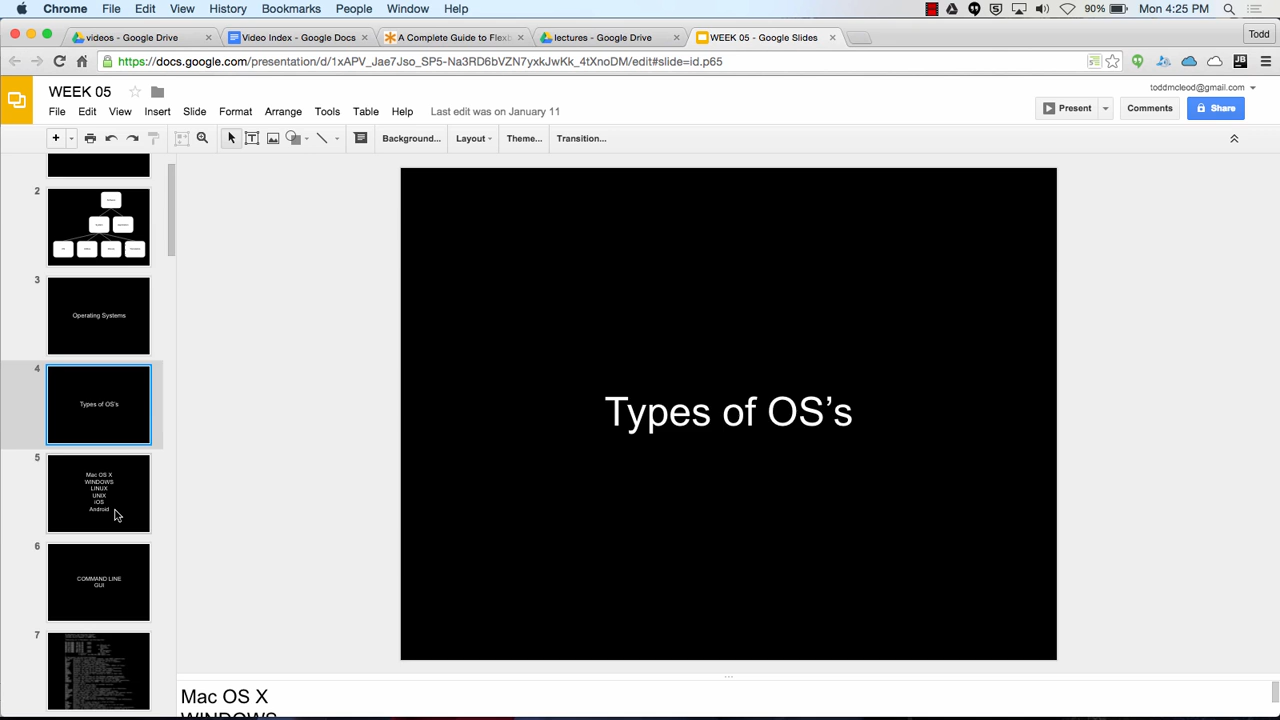 Chrome File Edit View History Bookmarks People Window Help 90% Mon 4:25 PM
videos - Google Drive × Video Index - Google Docs × A Complete Guide to Flex × lectures - Google Drive × WEEK 05 - Google Slides × Todd
https://docs.google.com/presentation/d/1xAPV_Jae7Jso_SP5-Na3RD6bVZN7yxkJwRK_4tXnoDM/edit#slide=id.p65
toddmcleod@gmail.com
WEEK 05
File Edit View Insert Slide Format Arrange Tools Table Help Last edit was on January 11
Present Comments Share
Background... Layout Theme... Transition...
2
3
Operating Systems
4
Types of OS's
5
Mac OS X
WINDOWS
LINUX
UNIX
iOS
Android
6
COMMAND LINE
GUI
7
Types of OS’s
Mac OS X
WINDOWS